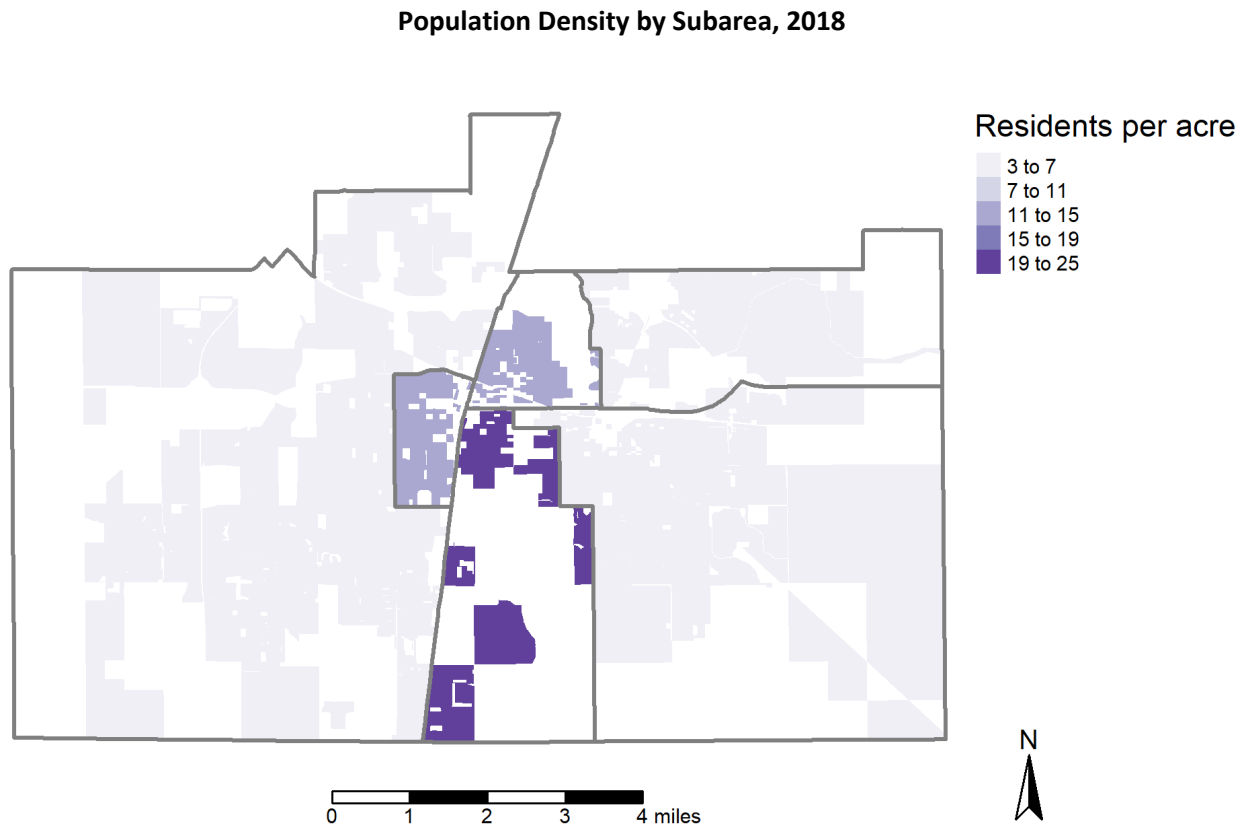 Population Density by Subarea, 2018
Residents per acre
3 to 7
7 to 11
11 to 15
15 to 19
19 to 25
N
0 1 2 3 4 miles